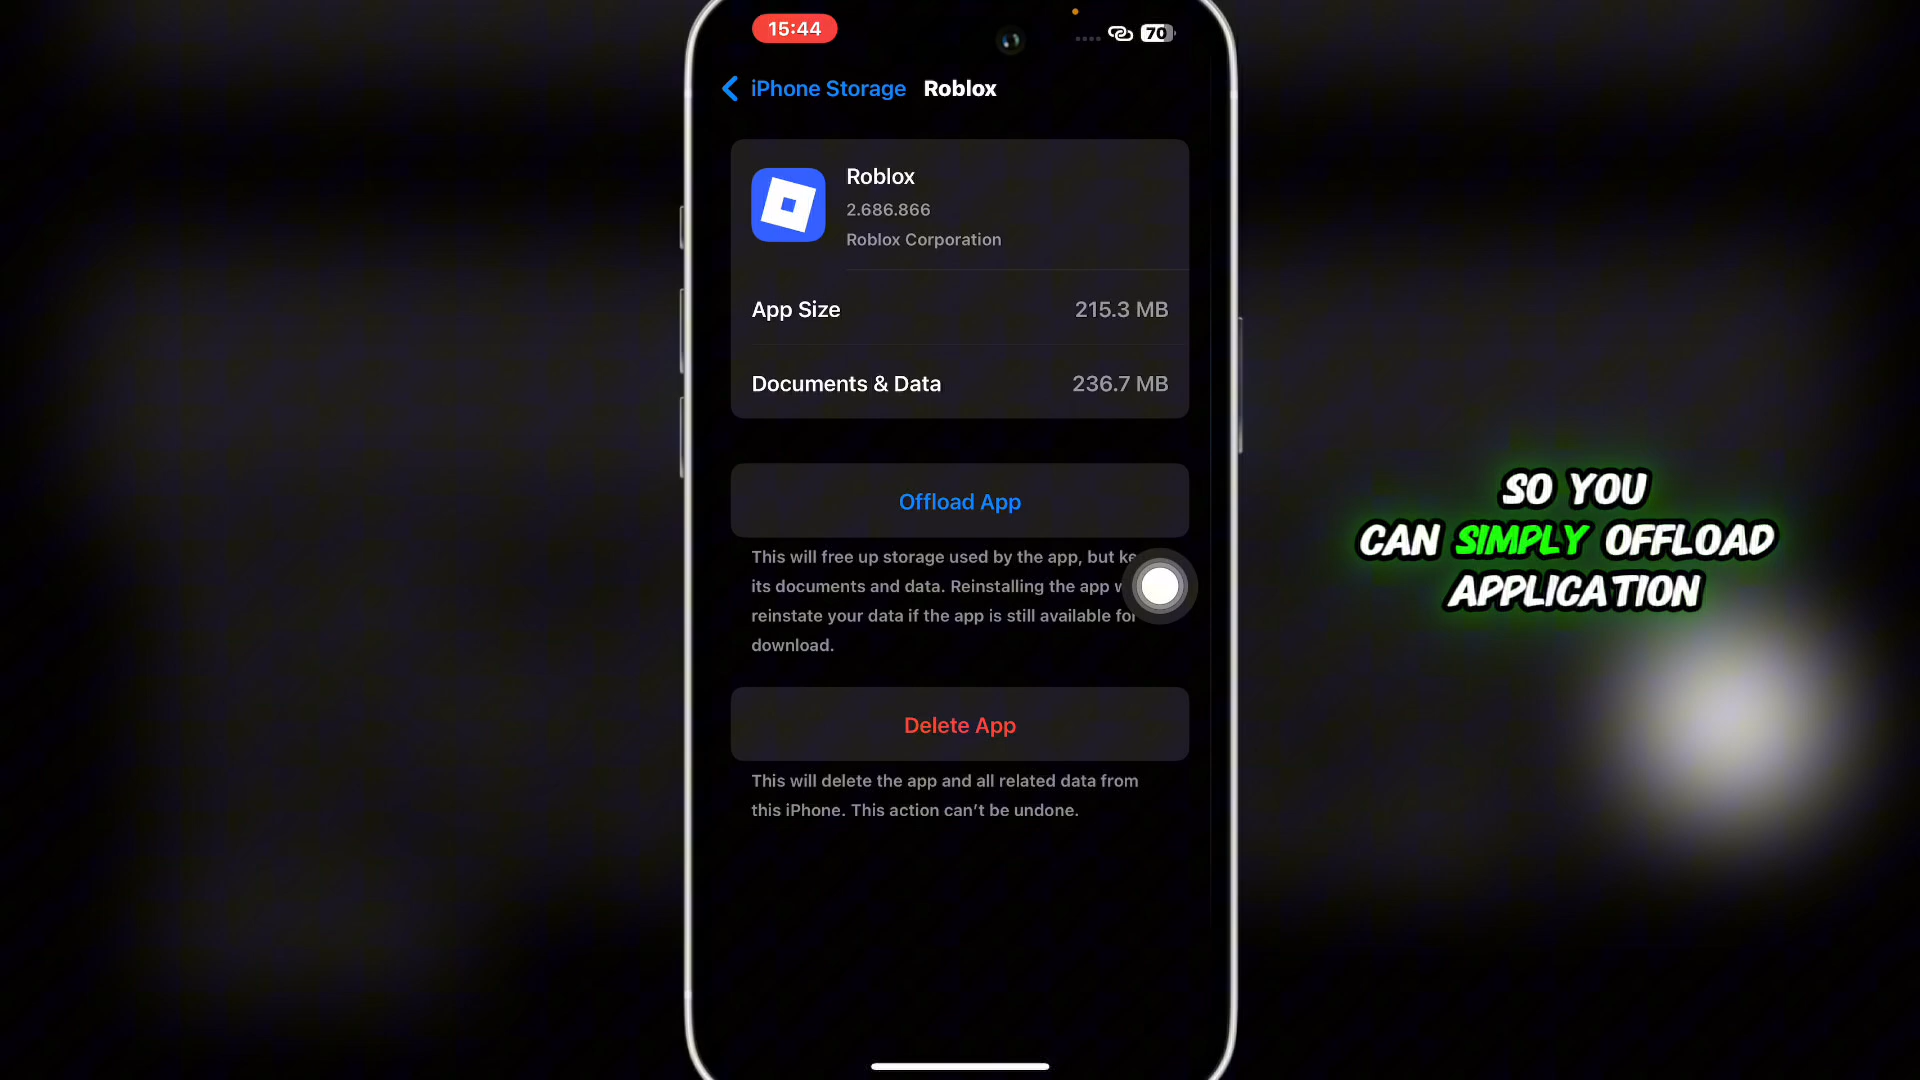 15:44
70
iPhone Storage Roblox
Roblox
2.686.866
Roblox Corporation
App Size 215.3 MB
Documents & Data 236.7 MB
Offload App
This will free up storage used by the app, but
its documents and data. Reinstalling the app
reinstate your data if the app is still available for
download.
Delete App
This will delete the app and all related data from
this iPhone. This action can't be undone.
SO YOU
CAN SIMPLY OFFLOAD
APPLICATION